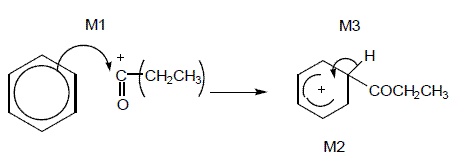 M1 M3
+ H
C (CH₂CH₃) + COCH₂CH₃
O
M2